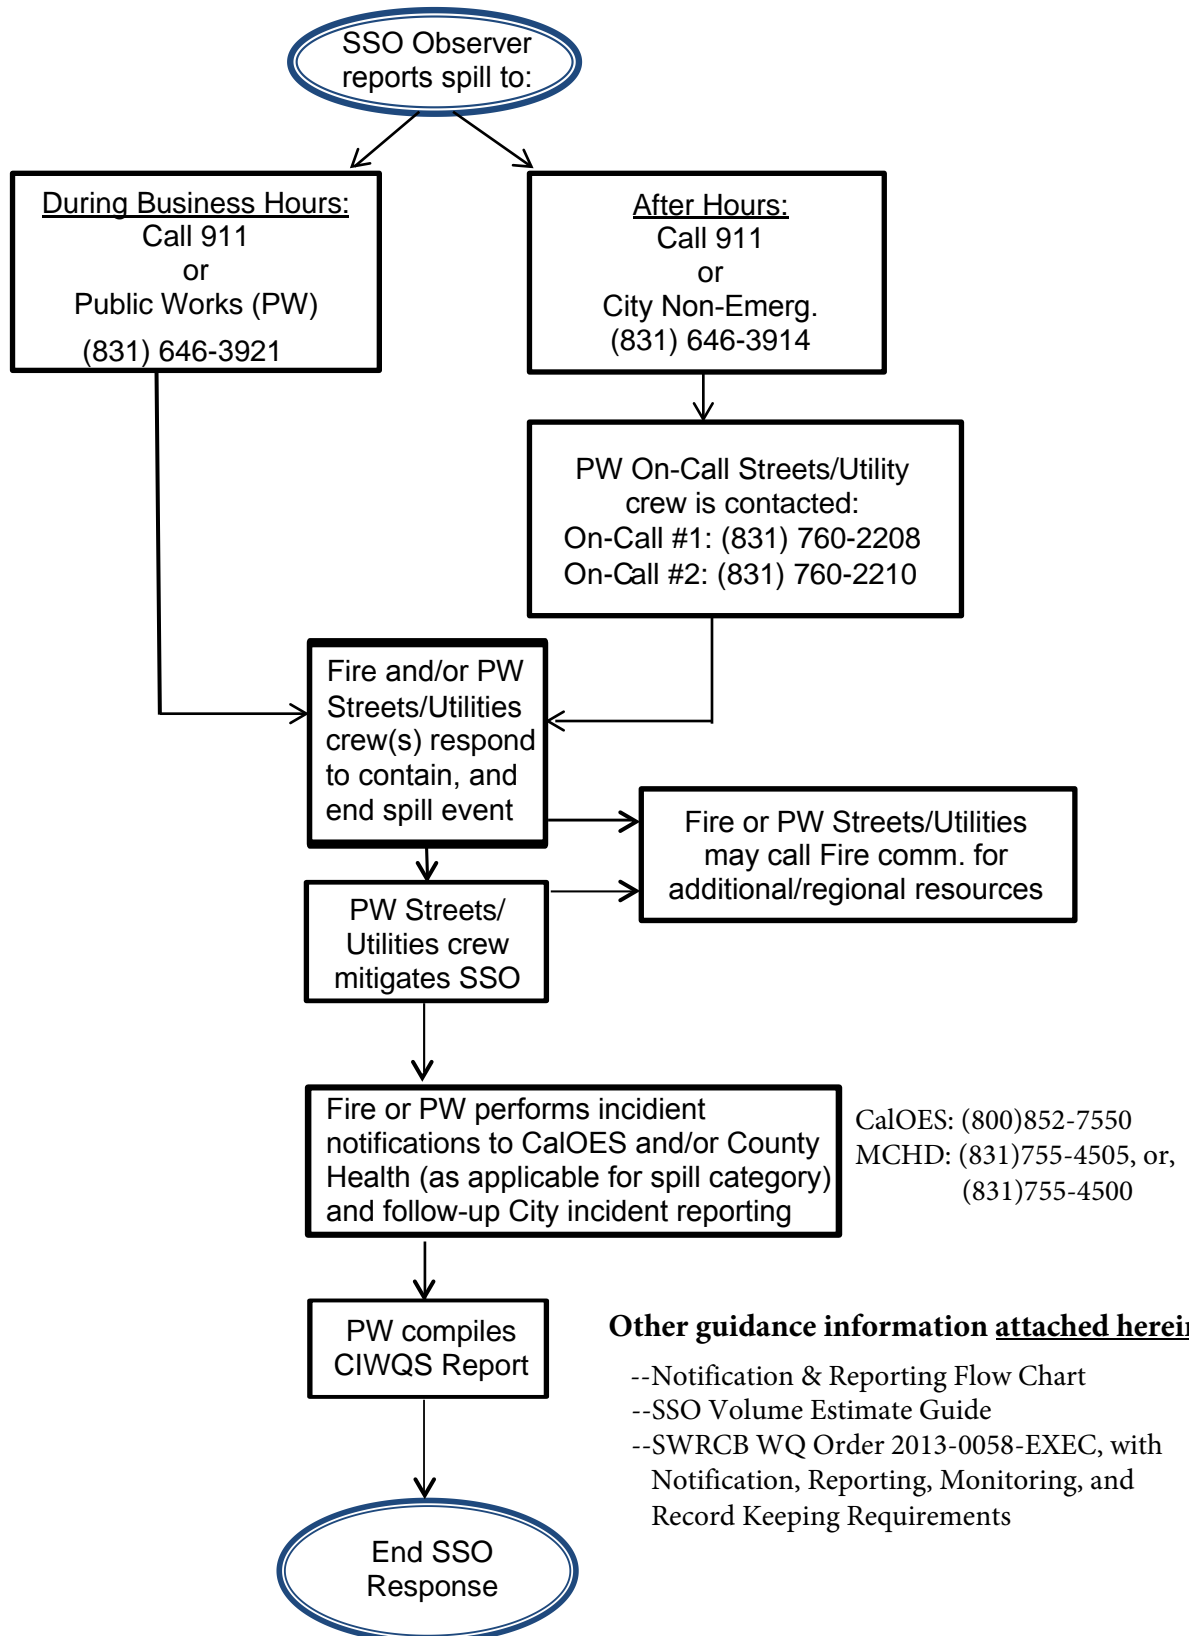 SSO Observer
reports spill to:
During Business Hours:
Call 911
or
Public Works (PW)
(831) 646-3921
After Hours:
Call 911
or
City Non-Emerg.
(831) 646-3914
PW On-Call Streets/Utility
crew is contacted:
On-Call #1: (831) 760-2208
On-Call #2: (831) 760-2210
Fire and/or PW
Streets/Utilities
crew(s) respond
to contain, and
end spill event
Fire or PW Streets/Utilities
may call Fire comm. for
additional/regional resources
PW Streets/
Utilities crew
mitigates SSO
Fire or PW performs incidient
notifications to CalOES and/or County
Health (as applicable for spill category)
and follow-up City incident reporting
CalOES: (800)852-7550
MCHD: (831)755-4505, or,
(831)755-4500
PW compiles
CIWQS Report
Other guidance information attached herein
--Notification & Reporting Flow Chart
--SSO Volume Estimate Guide
--SWRCB WQ Order 2013-0058-EXEC, with
Notification, Reporting, Monitoring, and
Record Keeping Requirements
End SSO
Response